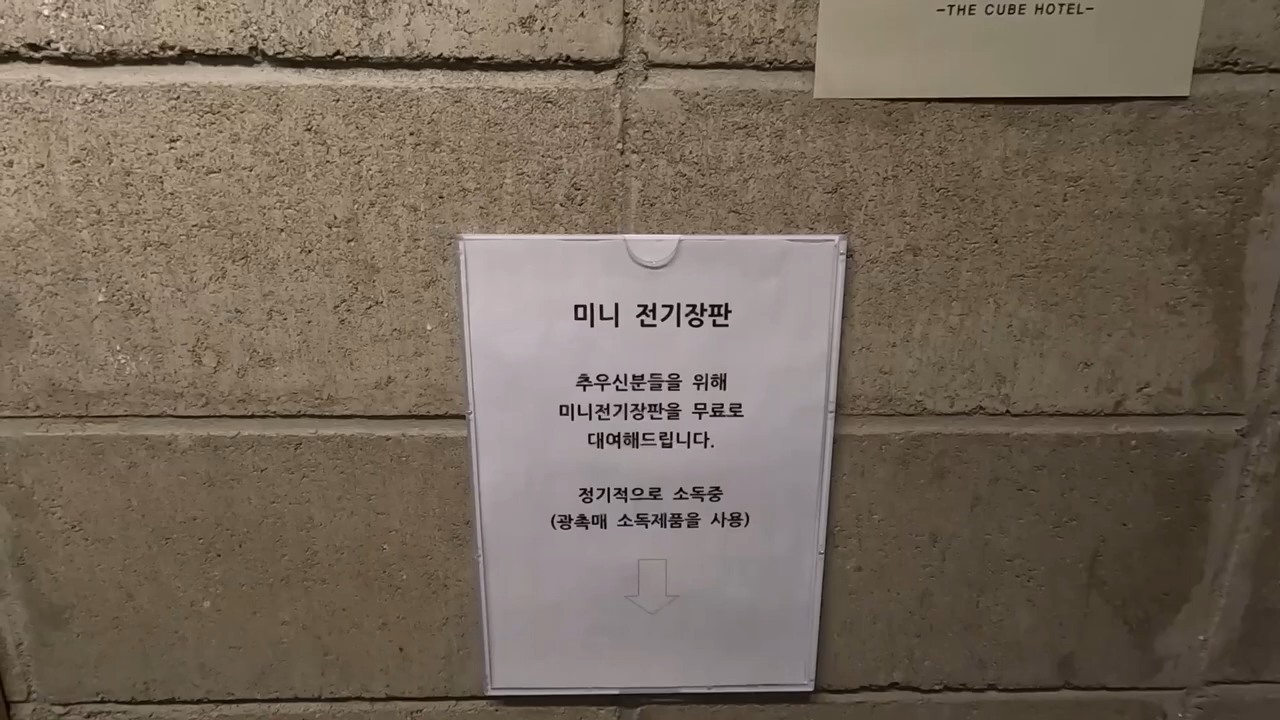 -THE CUBE HOTEL-
미니 전기장판
추우신분들을 위해
미니전기장판을 무료로
대여해드립니다.
정기적으로 소독중
(광촉매 소독제품을 사용)